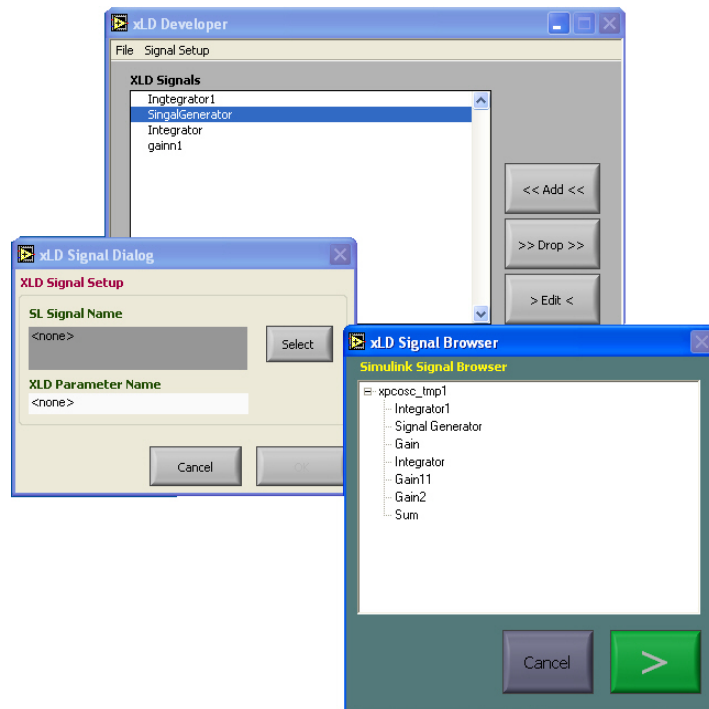 xLD Developer
File Signal Setup
XLD Signals
Ingtegrator1
SingalGenerator
Integrator
gainn1
<< Add <<
>> Drop >>
> Edit <
xLD Signal Dialog
XLD Signal Setup
SL Signal Name
<none>
Select
XLD Parameter Name
<none>
Cancel
OK
xLD Signal Browser
Simulink Signal Browser
xpcosc_tmp1
Integrator1
Signal Generator
Gain
Integrator
Gain11
Gain2
Sum
Cancel
>